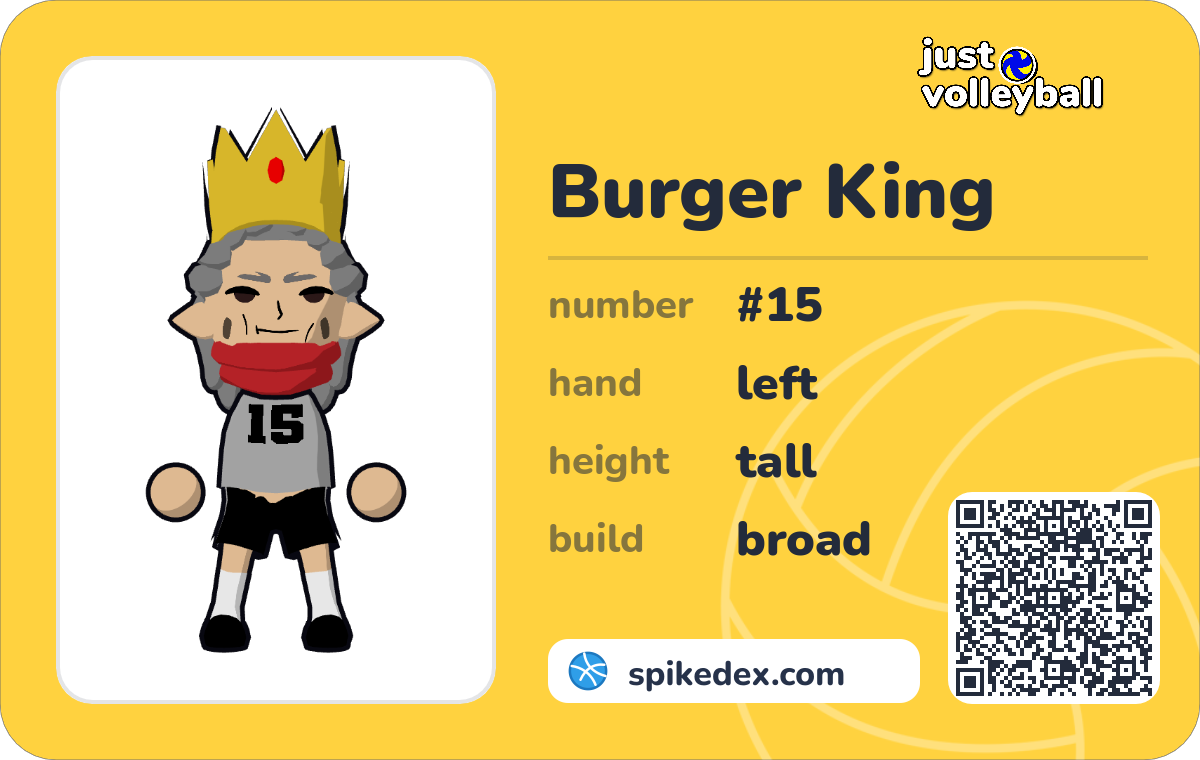 just
volleyball
Burger King
number #15
hand left
height tall
build broad
15
spikedex.com